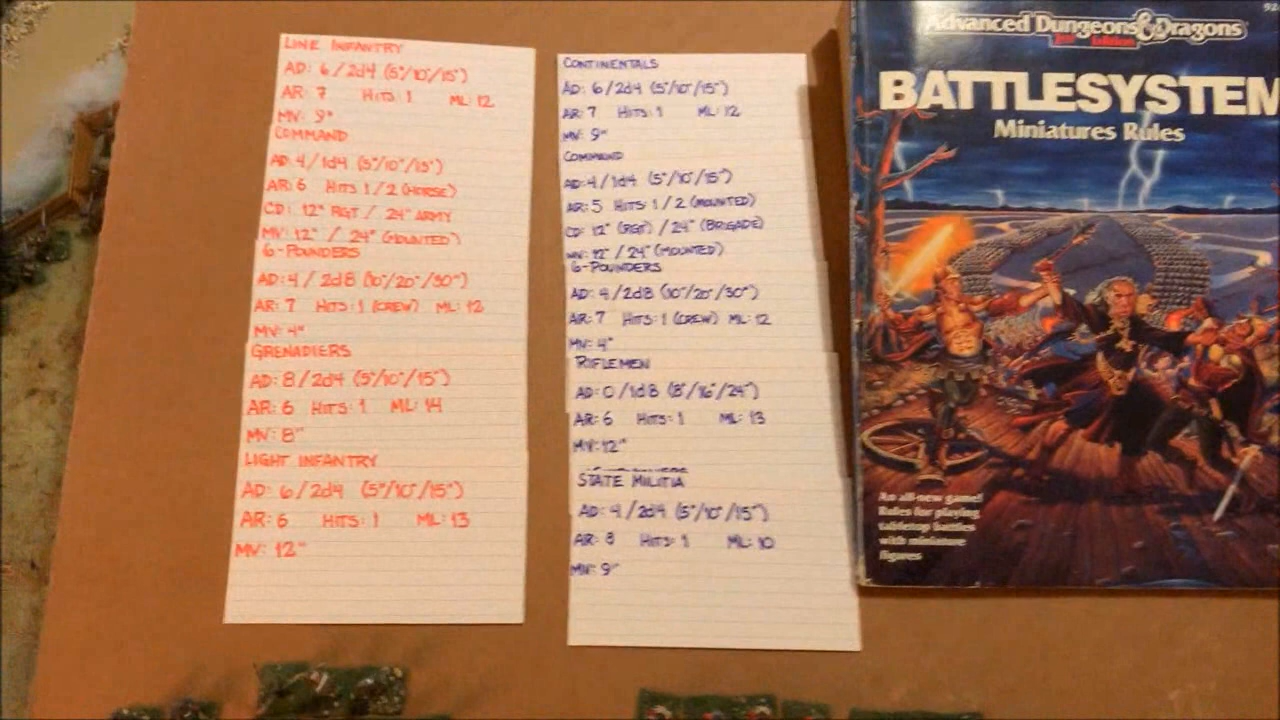 LINE INFANTRY
AD: 6/2d4 (5"/10"/15")
AR: 7 HITS: 1 ML: 12
MV: 9"
COMMAND
AD: 4/1d4 (5"/10"/15")
AR: 6 HITS 1/2 (HORSE)
CD: 12" RGT / 24" ARMY
MV: 12" / 24" (MOUNTED)
6-POUNDERS
AD: 4/2d8 (10"/20"/30")
AR: 7 HITS: 1 (CREW) ML: 12
MV: 4"
GRENADIERS
AD: 8/2d4 (5"/10"/15")
AR: 6 HITS: 1 ML: 14
MV: 8"
LIGHT INFANTRY
AD: 6/2d4 (5"/10"/15")
AR: 6 HITS: 1 ML: 13
MV: 12"
CONTINENTALS
AD: 6/2d4 (5"/10"/15")
AR: 7 HITS: 1 ML: 12
MV: 9"
COMMAND
AD: 4/1d4 (5"/10"/15")
AR: 5 HITS: 1/2 (MOUNTED)
CD: 12" (RGT) / 24" (BRIGADE)
MV: 12" / 24" (MOUNTED)
6-POUNDERS
AD: 4/2d8 (10"/20"/30")
AR: 7 HITS: 1 (CREW) ML: 12
MV: 4"
RIFLEMEN
AD: 0/1d8 (8"/16"/24")
AR: 6 HITS: 1 ML: 13
MV: 12"
STATE MILITIA
AD: 4/2d4 (5"/10"/15")
AR: 8 HITS: 1 ML: 10
MV: 9"
Advanced Dungeons & Dragons
2nd Edition
BATTLESYSTEM
Miniatures Rules
An all-new game!
Rules for playing
tabletop battles
with miniature
figures